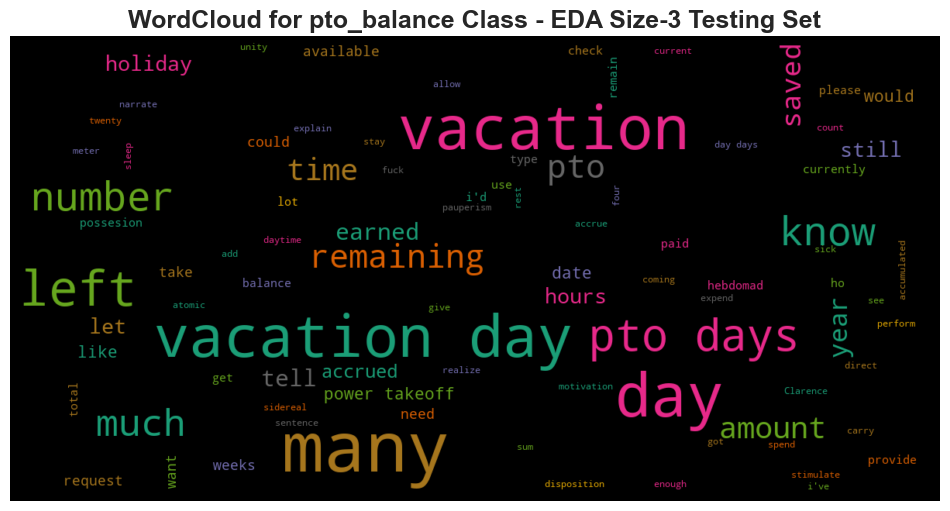 WordCloud for pto_balance Class - EDA Size-3 Testing Set
unity
available
check
current
holiday
remain
saved
allow
please
would
narrate
twenty
explain
vacation
count
could
stay
day days
still
meter
sleep
time
fuck
type
pto
currently
number
lot
use
i'd
rest
four
pauperism
possesion
earned
accrue
know
daytime
add
remaining
paid
sick
accumulated
left
take
balance
date
coming
hebdomad
ho
see
hours
expend
atomic
give
let
vacation day
pto days
year
perform
like
accrued
realize
direct
get
tell
power takeoff
motivation
day
Clarence
total
sidereal
need
much
sentence
amount
carry
many
sum
got
spend
want
weeks
provide
request
disposition
enough
stimulate
i've